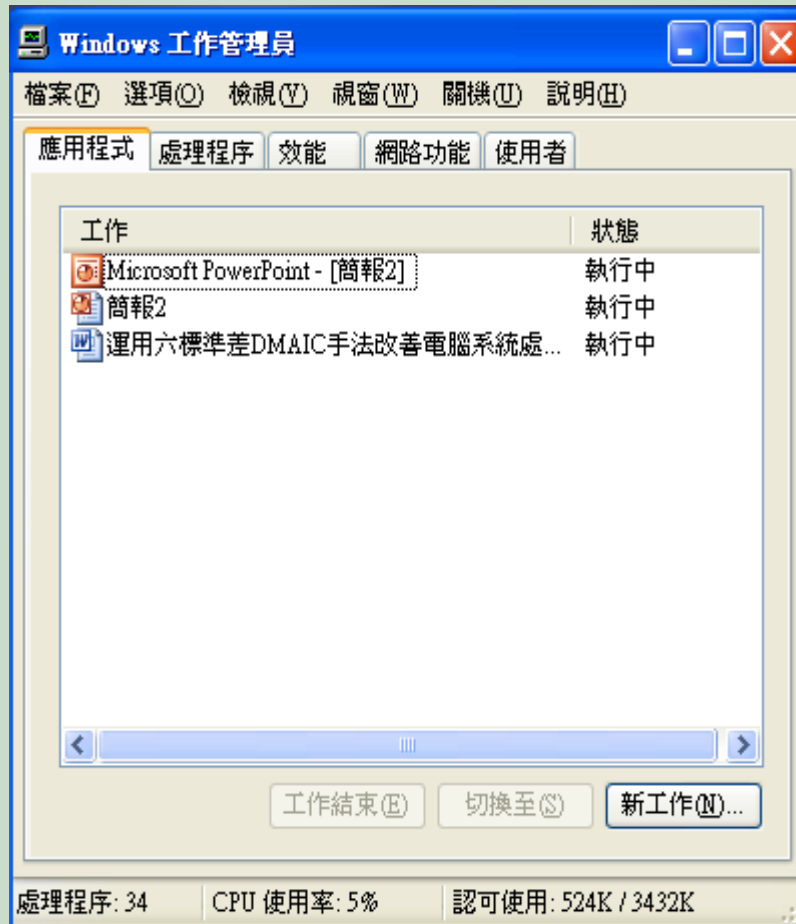 Windows 工作管理員
檔案(F) 選項(O) 檢視(V) 視窗(W) 關機(U) 說明(H)
應用程式 處理程序 效能 網路功能 使用者
工作 狀態
Microsoft PowerPoint - [簡報2] 執行中
簡報2 執行中
運用六標準差DMAIC手法改善電腦系統處... 執行中
工作結束(E) 切換至(S) 新工作(N)...
處理程序: 34 CPU 使用率: 5% 認可使用: 524K / 3432K